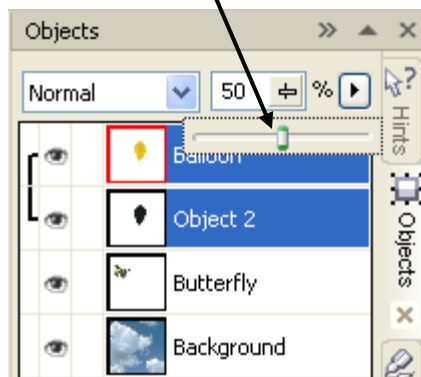 Objects
Normal
50
%
Balloon
Object 2
Butterfly
Background
?
Hints
Objects